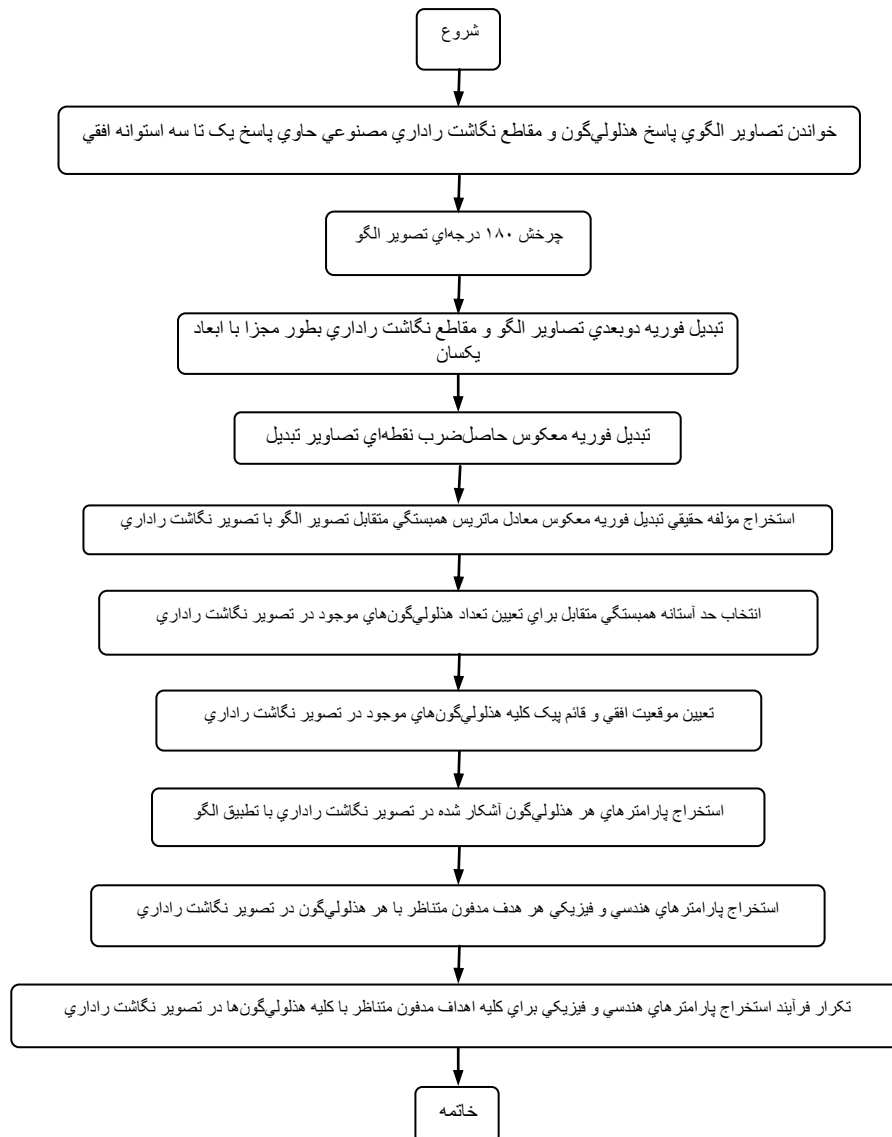 شروع
خواندن تصاوير الگوي پاسخ هذلولي‌گون و مقاطع نگاشت راداري مصنوعي حاوي پاسخ يک تا سه استوانه افقي
چرخش ۱۸۰ درجه‌اي تصوير الگو
تبديل فوريه دوبعدي تصاوير الگو و مقاطع نگاشت راداري بطور مجزا با ابعاد
يکسان
تبديل فوريه معکوس حاصل‌ضرب نقطه‌اي تصاوير تبديل
استخراج مؤلفه حقيقي تبديل فوريه معکوس معادل ماتريس همبستگي متقابل تصوير الگو با تصوير نگاشت راداري
انتخاب حد آستانه همبستگي متقابل براي تعيين تعداد هذلولي‌گون‌هاي موجود در تصوير نگاشت راداري
تعيين موقعيت افقي و قائم پيک کليه هذلولي‌گون‌هاي موجود در تصوير نگاشت راداري
استخراج پارامترهاي هر هذلولي‌گون آشکار شده در تصوير نگاشت راداري با تطبيق الگو
استخراج پارامترهاي هندسي و فيزيکي هر هدف مدفون متناظر با هر هذلولي‌گون در تصوير نگاشت راداري
تکرار فرآيند استخراج پارامترهاي هندسي و فيزيکي براي کليه اهداف مدفون متناظر با کليه هذلولي‌گون‌ها در تصوير نگاشت راداري
خاتمه